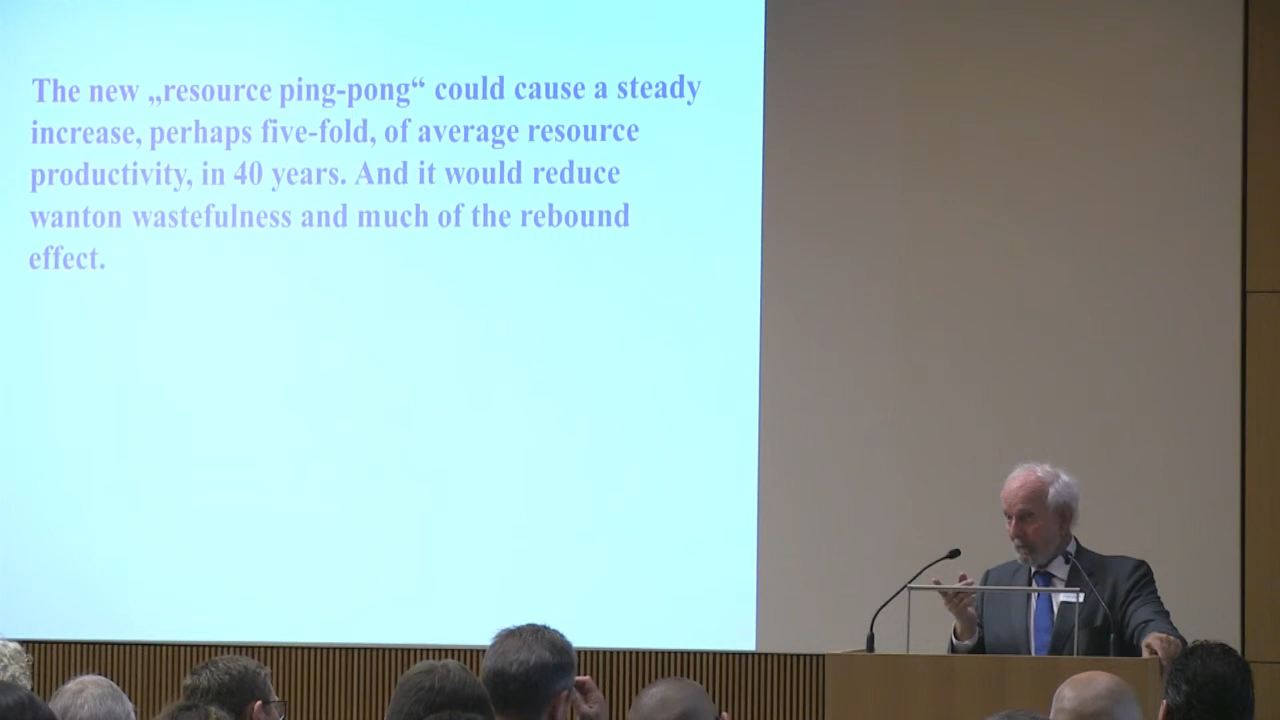 The new „resource ping-pong“ could cause a steady
increase, perhaps five-fold, of average resource
productivity, in 40 years. And it would reduce
wanton wastefulness and much of the rebound
effect.